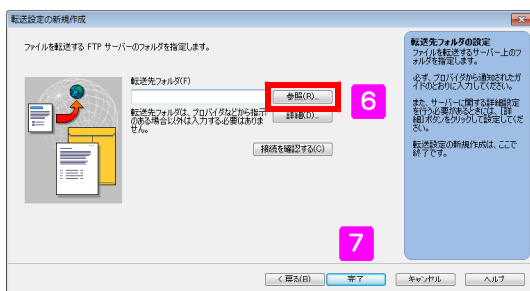 転送設定の新規作成
ファイルを転送する FTP サーバーのフォルダを指定します。
転送先フォルダ(F)
参照(R)...
6
転送先フォルダは、プロバイダなどから指示
のある場合以外は入力する必要はありま
せん。
詳細(D)...
接続を確認する(C)
転送先フォルダの設定
ファイルを転送するサーバー上のフ
ォルダを指定します。
必ず、プロバイダから通知されたガ
イドのとおりに入力してください。
また、サーバーに関する詳細設定
を行う必要があるときには、[詳
細]ボタンをクリックして設定してくだ
さい。
転送設定の新規作成は、ここで
終了です。
7
< 戻る(B)
完了
キャンセル
ヘルプ